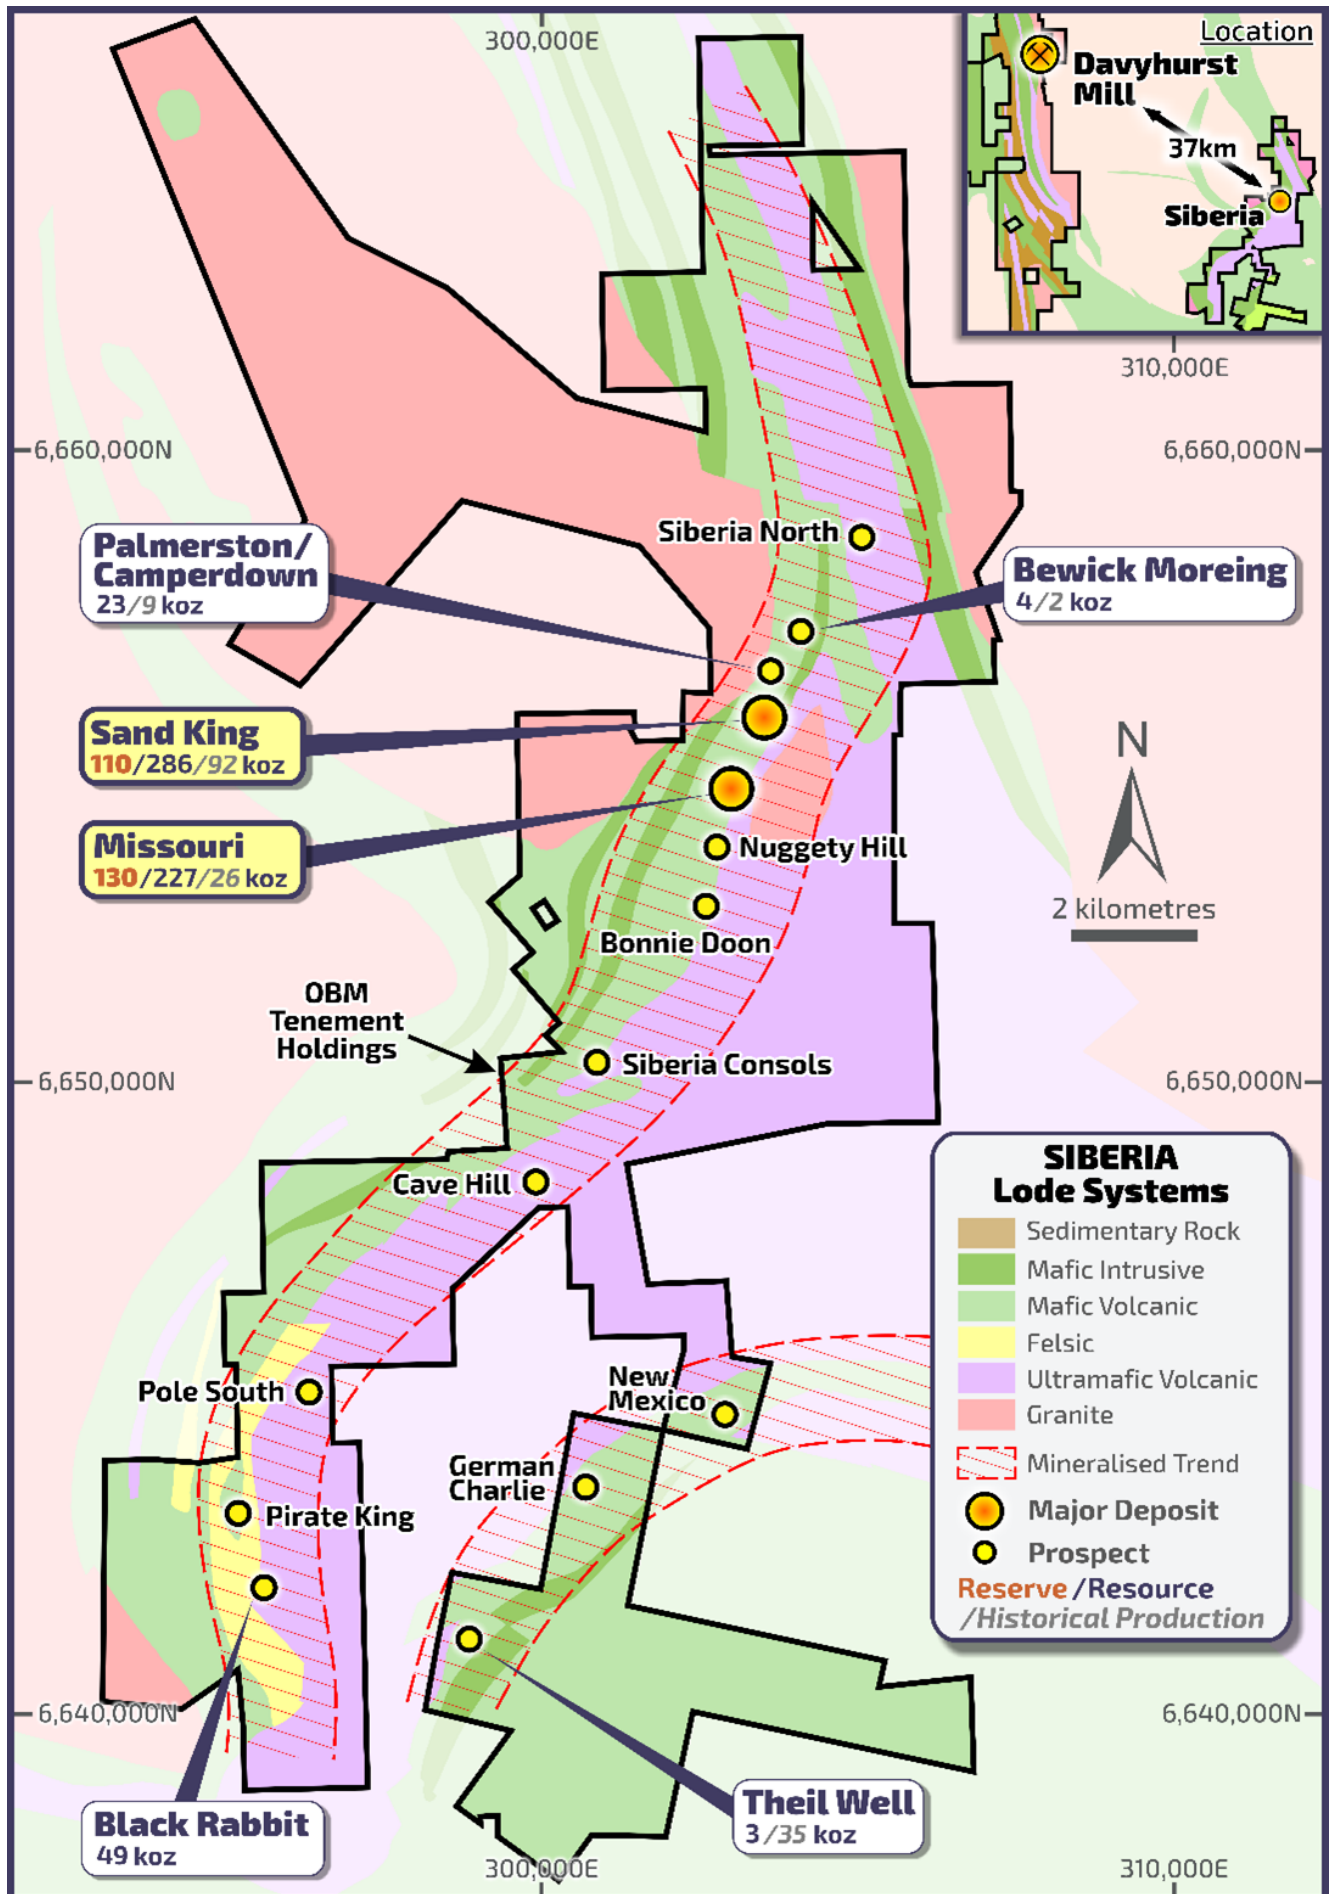 300,000E
Location
Davyhurst
Mill
37km
Siberia
310,000E
6,660,000N
6,660,000N
Siberia North
Palmerston/
Camperdown
23/9 koz
Bewick Moreing
4/2 koz
Sand King
110/286/92 koz
Missouri
130/227/26 koz
N
2 kilometres
Nuggety Hill
Bonnie Doon
OBM
Tenement
Holdings
Siberia Consols
6,650,000N
6,650,000N
Cave Hill
SIBERIA
Lode Systems
Sedimentary Rock
Mafic Intrusive
Mafic Volcanic
Felsic
Ultramafic Volcanic
Granite
Mineralised Trend
Major Deposit
Prospect
Reserve/Resource
/Historical Production
Pole South
New
Mexico
German
Charlie
Pirate King
6,640,000N
6,640,000N
Black Rabbit
49 koz
Theil Well
3/35 koz
300,000E
310,000E